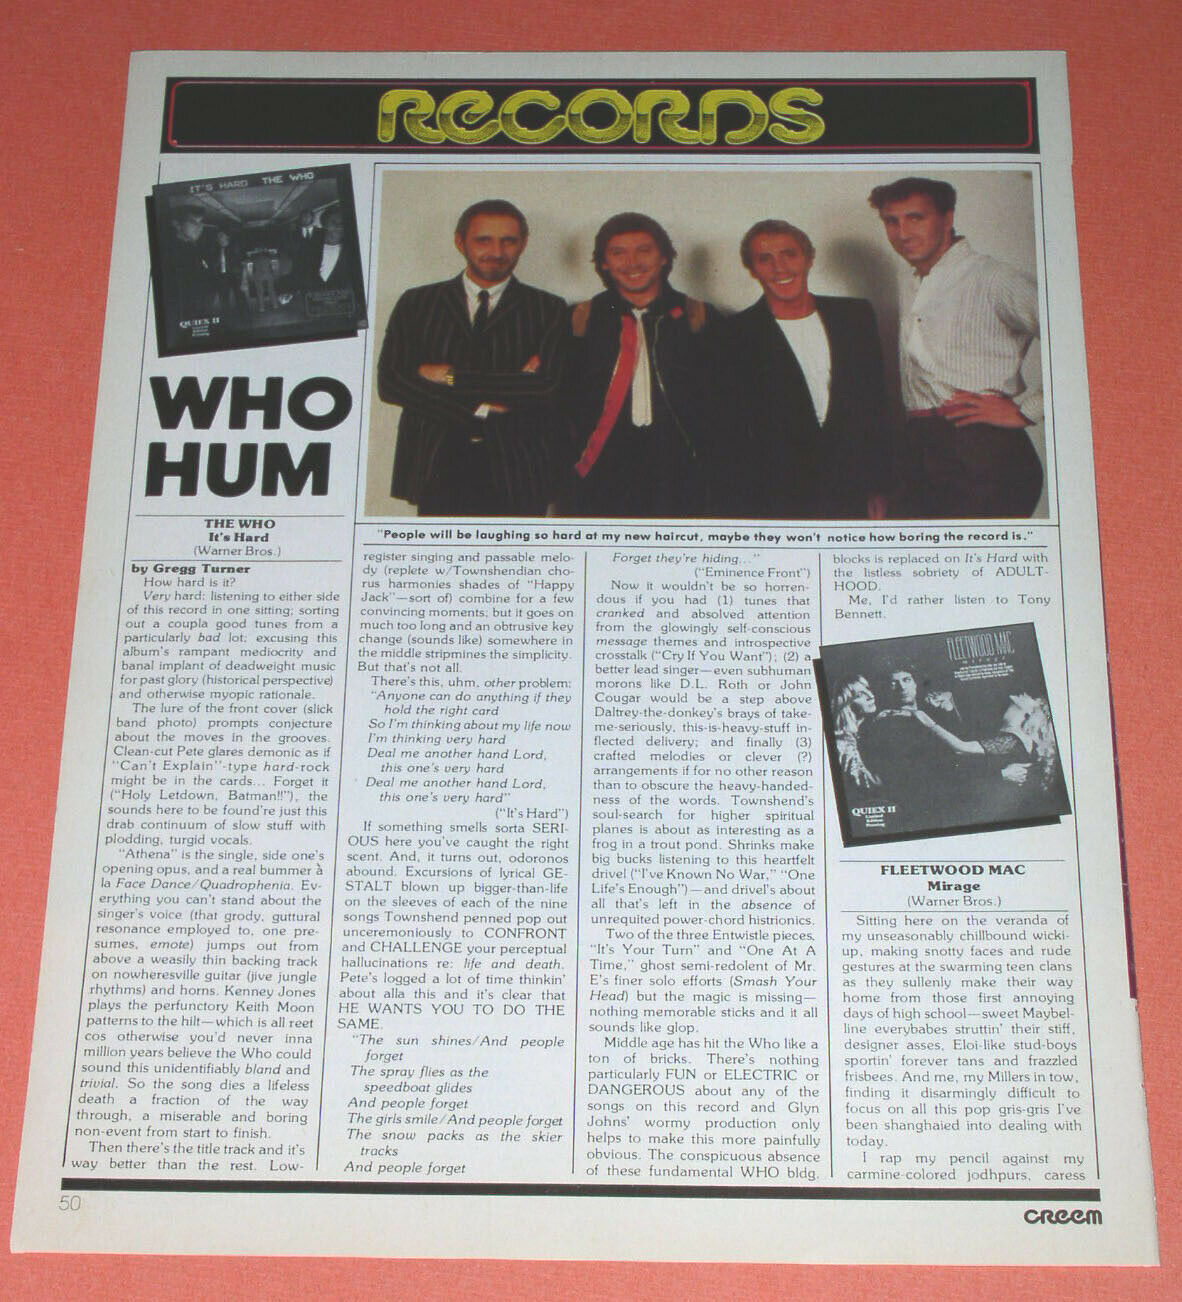 RECORDS
IT'S HARD THE WHO
QUIEX II
Limited
Edition
Pressing
WHO
HUM
"People will be laughing so hard at my new haircut, maybe they won't notice how boring the record is."
THE WHO
It's Hard
(Warner Bros.)
by Gregg Turner
How hard is it?
Very hard: listening to either side
of this record in one sitting; sorting
out a coupla good tunes from a
particularly bad lot; excusing this
album's rampant mediocrity and
banal implant of deadweight music
for past glory (historical perspective)
and otherwise myopic rationale.
The lure of the front cover (slick
band photo) prompts conjecture
about the moves in the grooves.
Clean-cut Pete glares demonic as if
"Can't Explain"-type hard-rock
might be in the cards... Forget it
("Holy Letdown, Batman!!"), the
sounds here to be found're just this
drab continuum of slow stuff with
plodding, turgid vocals.
"Athena" is the single, side one's
opening opus, and a real bummer à
la Face Dance/Quadrophenia. Ev-
erything you can't stand about the
singer's voice (that grody, guttural
resonance employed to, one pre-
sumes, emote) jumps out from
above a weasily thin backing track
on nowheresville guitar (jive jungle
rhythms) and horns. Kenney Jones
plays the perfunctory Keith Moon
patterns to the hilt—which is all reet
cos otherwise you'd never inna
million years believe the Who could
sound this unidentifiably bland and
trivial. So the song dies a lifeless
death a fraction of the way
through, a miserable and boring
non-event from start to finish.
Then there's the title track and it's
way better than the rest. Low-
register singing and passable melo-
dy (replete w/Townshendian cho-
rus harmonies shades of "Happy
Jack"—sort of) combine for a few
convincing moments; but it goes on
much too long and an obtrusive key
change (sounds like) somewhere in
the middle stripmines the simplicity.
But that's not all.
There's this, uhm, other problem:
"Anyone can do anything if they
hold the right card
So I'm thinking about my life now
I'm thinking very hard
Deal me another hand Lord,
this one's very hard
Deal me another hand Lord,
this one's very hard"
("It's Hard")
If something smells sorta SERI-
OUS here you've caught the right
scent. And, it turns out, odoronos
abound. Excursions of lyrical GE-
STALT blown up bigger-than-life
on the sleeves of each of the nine
songs Townshend penned pop out
unceremoniously to CONFRONT
and CHALLENGE your perceptual
hallucinations re: life and death.
Pete's logged a lot of time thinkin'
about alla this and it's clear that
HE WANTS YOU TO DO THE
SAME.
"The sun shines/And people
forget
The spray flies as the
speedboat glides
And people forget
The girls smile/And people forget
The snow packs as the skier
tracks
And people forget
Forget they're hiding..."
("Eminence Front")
Now it wouldn't be so horren-
dous if you had (1) tunes that
cranked and absolved attention
from the glowingly self-conscious
message themes and introspective
crosstalk ("Cry If You Want"); (2) a
better lead singer—even subhuman
morons like D.L. Roth or John
Cougar would be a step above
Daltrey-the-donkey's brays of take-
me-seriously, this-is-heavy-stuff in-
flected delivery; and finally (3)
crafted melodies or clever (?)
arrangements if for no other reason
than to obscure the heavy-handed-
ness of the words. Townshend's
soul-search for higher spiritual
planes is about as interesting as a
frog in a trout pond. Shrinks make
big bucks listening to this heartfelt
drivel ("I've Known No War," "One
Life's Enough")—and drivel's about
all that's left in the absence of
unrequited power-chord histrionics.
Two of the three Entwistle pieces,
"It's Your Turn" and "One At A
Time," ghost semi-redolent of Mr.
E's finer solo efforts (Smash Your
Head) but the magic is missing—
nothing memorable sticks and it all
sounds like glop.
Middle age has hit the Who like a
ton of bricks. There's nothing
particularly FUN or ELECTRIC or
DANGEROUS about any of the
songs on this record and Glyn
Johns' wormy production only
helps to make this more painfully
obvious. The conspicuous absence
of these fundamental WHO bldg.
blocks is replaced on It's Hard with
the listless sobriety of ADULT-
HOOD.
Me, I'd rather listen to Tony
Bennett.
FLEETWOOD MAC
MIRAGE
QUIEX II
Limited
Edition
Pressing
FLEETWOOD MAC
Mirage
(Warner Bros.)
Sitting here on the veranda of
my unseasonably chillbound wicki-
up, making snotty faces and rude
gestures at the swarming teen clans
as they sullenly make their way
home from those first annoying
days of high school—sweet Maybel-
line everybabes struttin' their stiff,
designer asses, Eloi-like stud-boys
sportin' forever tans and frazzled
frisbees. And me, my Millers in tow,
finding it disarmingly difficult to
focus on all this pop gris-gris I've
been shanghaied into dealing with
today.
I rap my pencil against my
carmine-colored jodhpurs, caress
50
CREEM